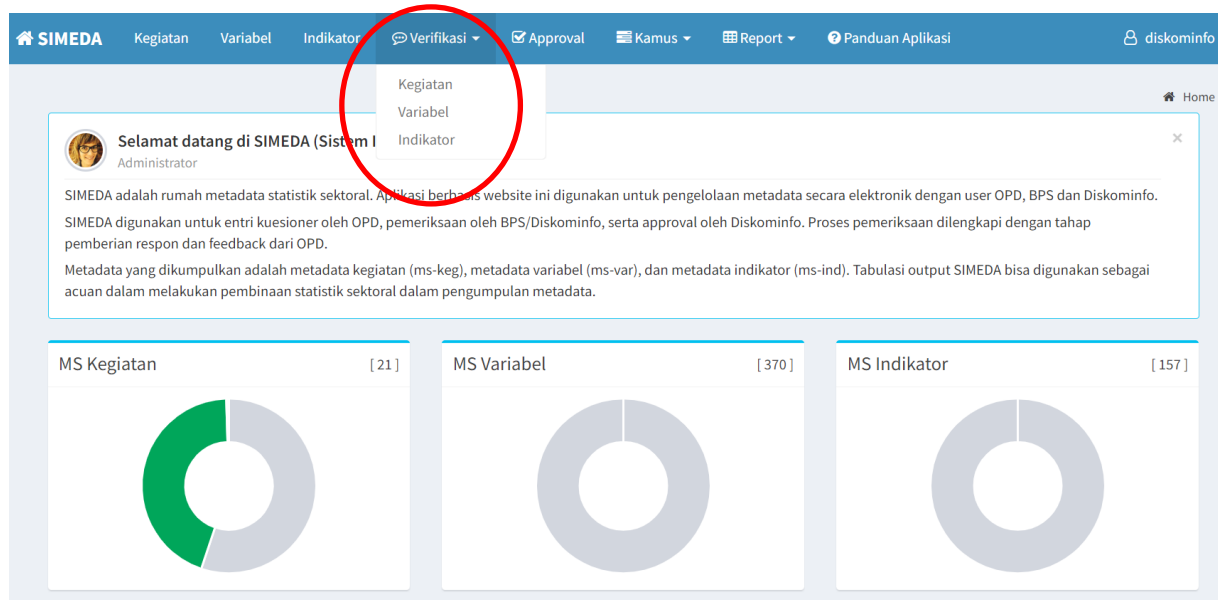 SIMEDA Kegiatan Variabel Indikator Verifikasi Approval Kamus Report Panduan Aplikasi diskominfo
Kegiatan
Variabel
Indikator
Home
Selamat datang di SIMEDA (Sistem
Administrator
×
SIMEDA adalah rumah metadata statistik sektoral. Aplikasi berbasis website ini digunakan untuk pengelolaan metadata secara elektronik dengan user OPD, BPS dan Diskominfo.
SIMEDA digunakan untuk entri kuesioner oleh OPD, pemeriksaan oleh BPS/Diskominfo, serta approval oleh Diskominfo. Proses pemeriksaan dilengkapi dengan tahap
pemberian respon dan feedback dari OPD.
Metadata yang dikumpulkan adalah metadata kegiatan (ms-keg), metadata variabel (ms-var), dan metadata indikator (ms-ind). Tabulasi output SIMEDA bisa digunakan sebagai
acuan dalam melakukan pembinaan statistik sektoral dalam pengumpulan metadata.
MS Kegiatan [ 21 ]
MS Variabel [ 370 ]
MS Indikator [ 157 ]